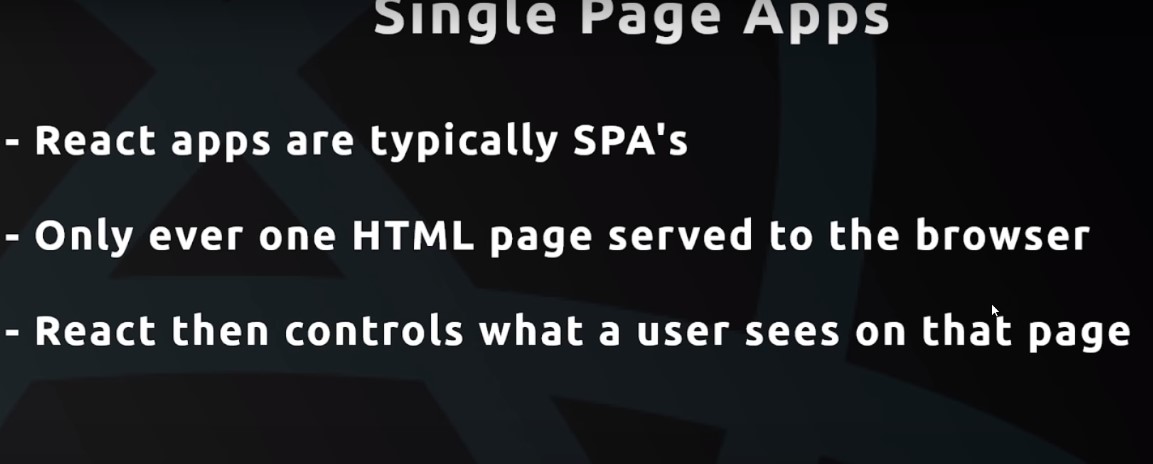 Single Page Apps
- React apps are typically SPA's
- Only ever one HTML page served to the browser
- React then controls what a user sees on that page